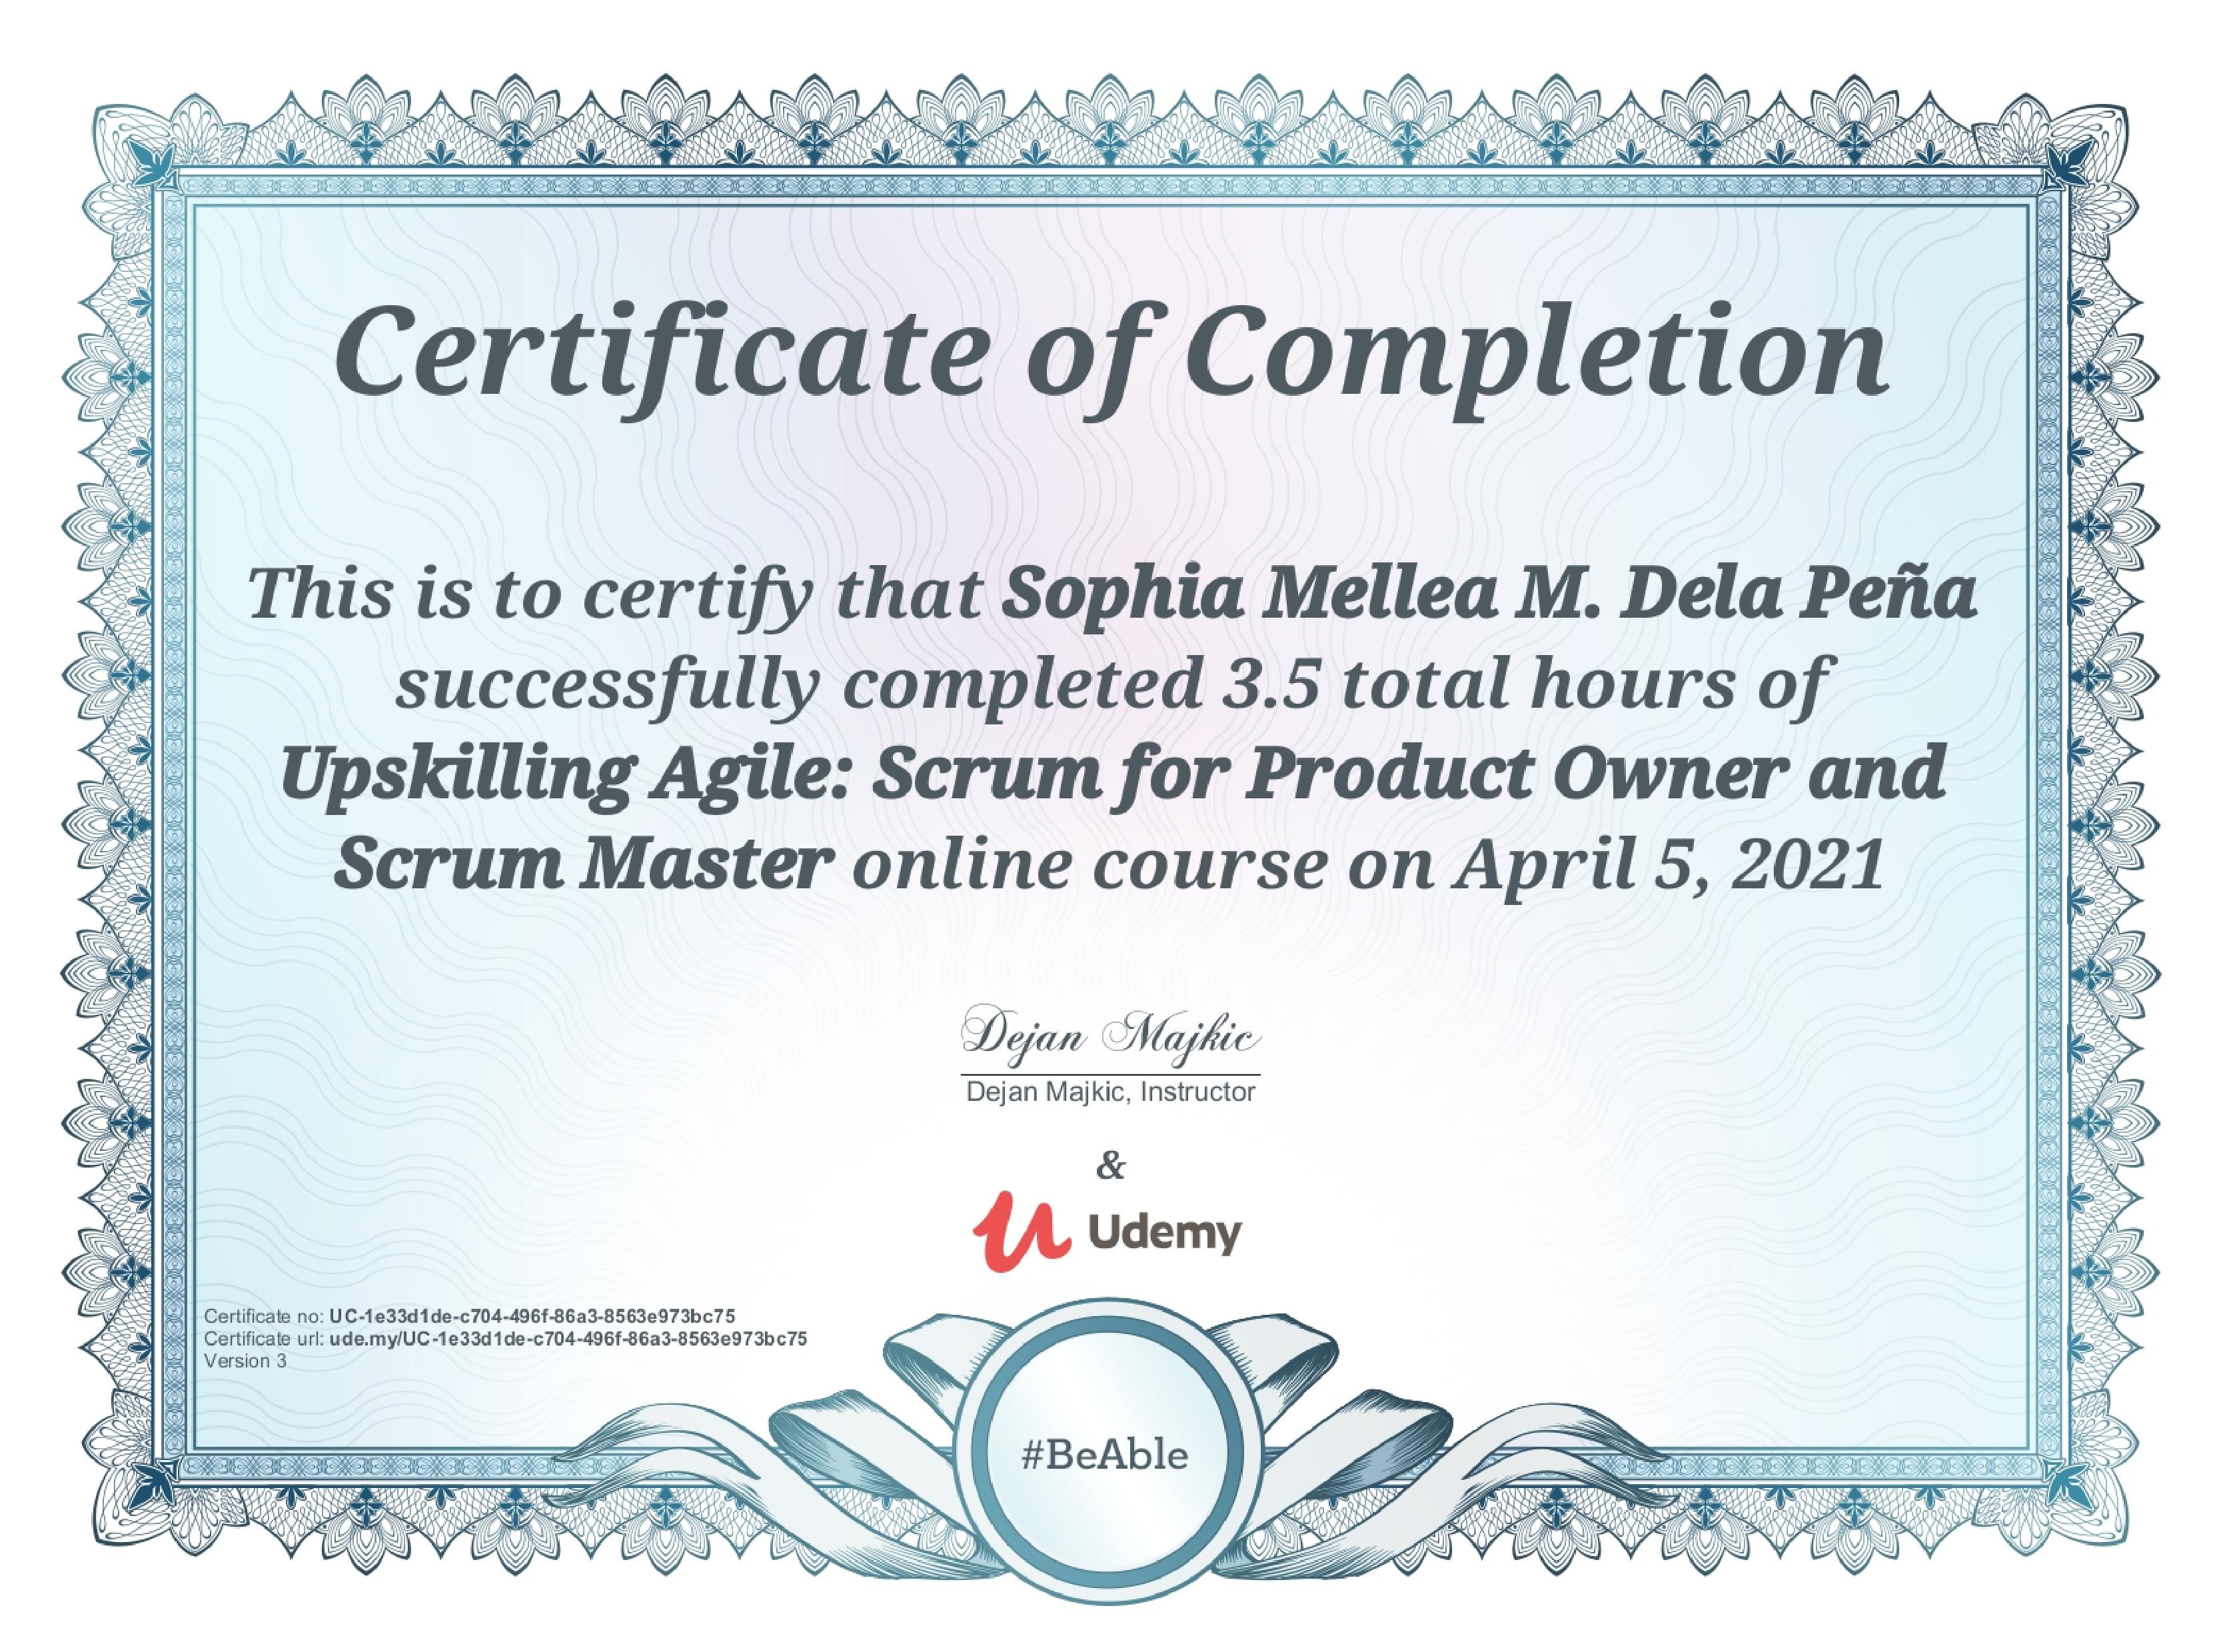 Certificate of Completion
This is to certify that Sophia Mellea M. Dela Peña
successfully completed 3.5 total hours of
Upskilling Agile: Scrum for Product Owner and
Scrum Master online course on April 5, 2021
Dejan Majkic
Dejan Majkic, Instructor
&
Udemy
Certificate no: UC-1e33d1de-c704-496f-86a3-8563e973bc75
Certificate url: ude.my/UC-1e33d1de-c704-496f-86a3-8563e973bc75
Version 3
#BeAble